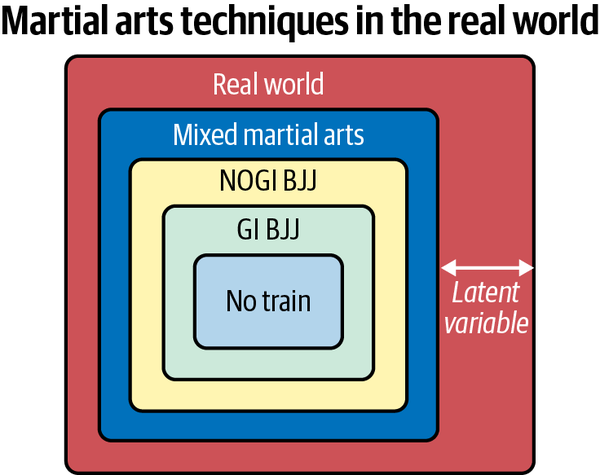 Martial arts techniques in the real world
Real world
Mixed martial arts
NOGI BJJ
GI BJJ
No train
Latent
variable